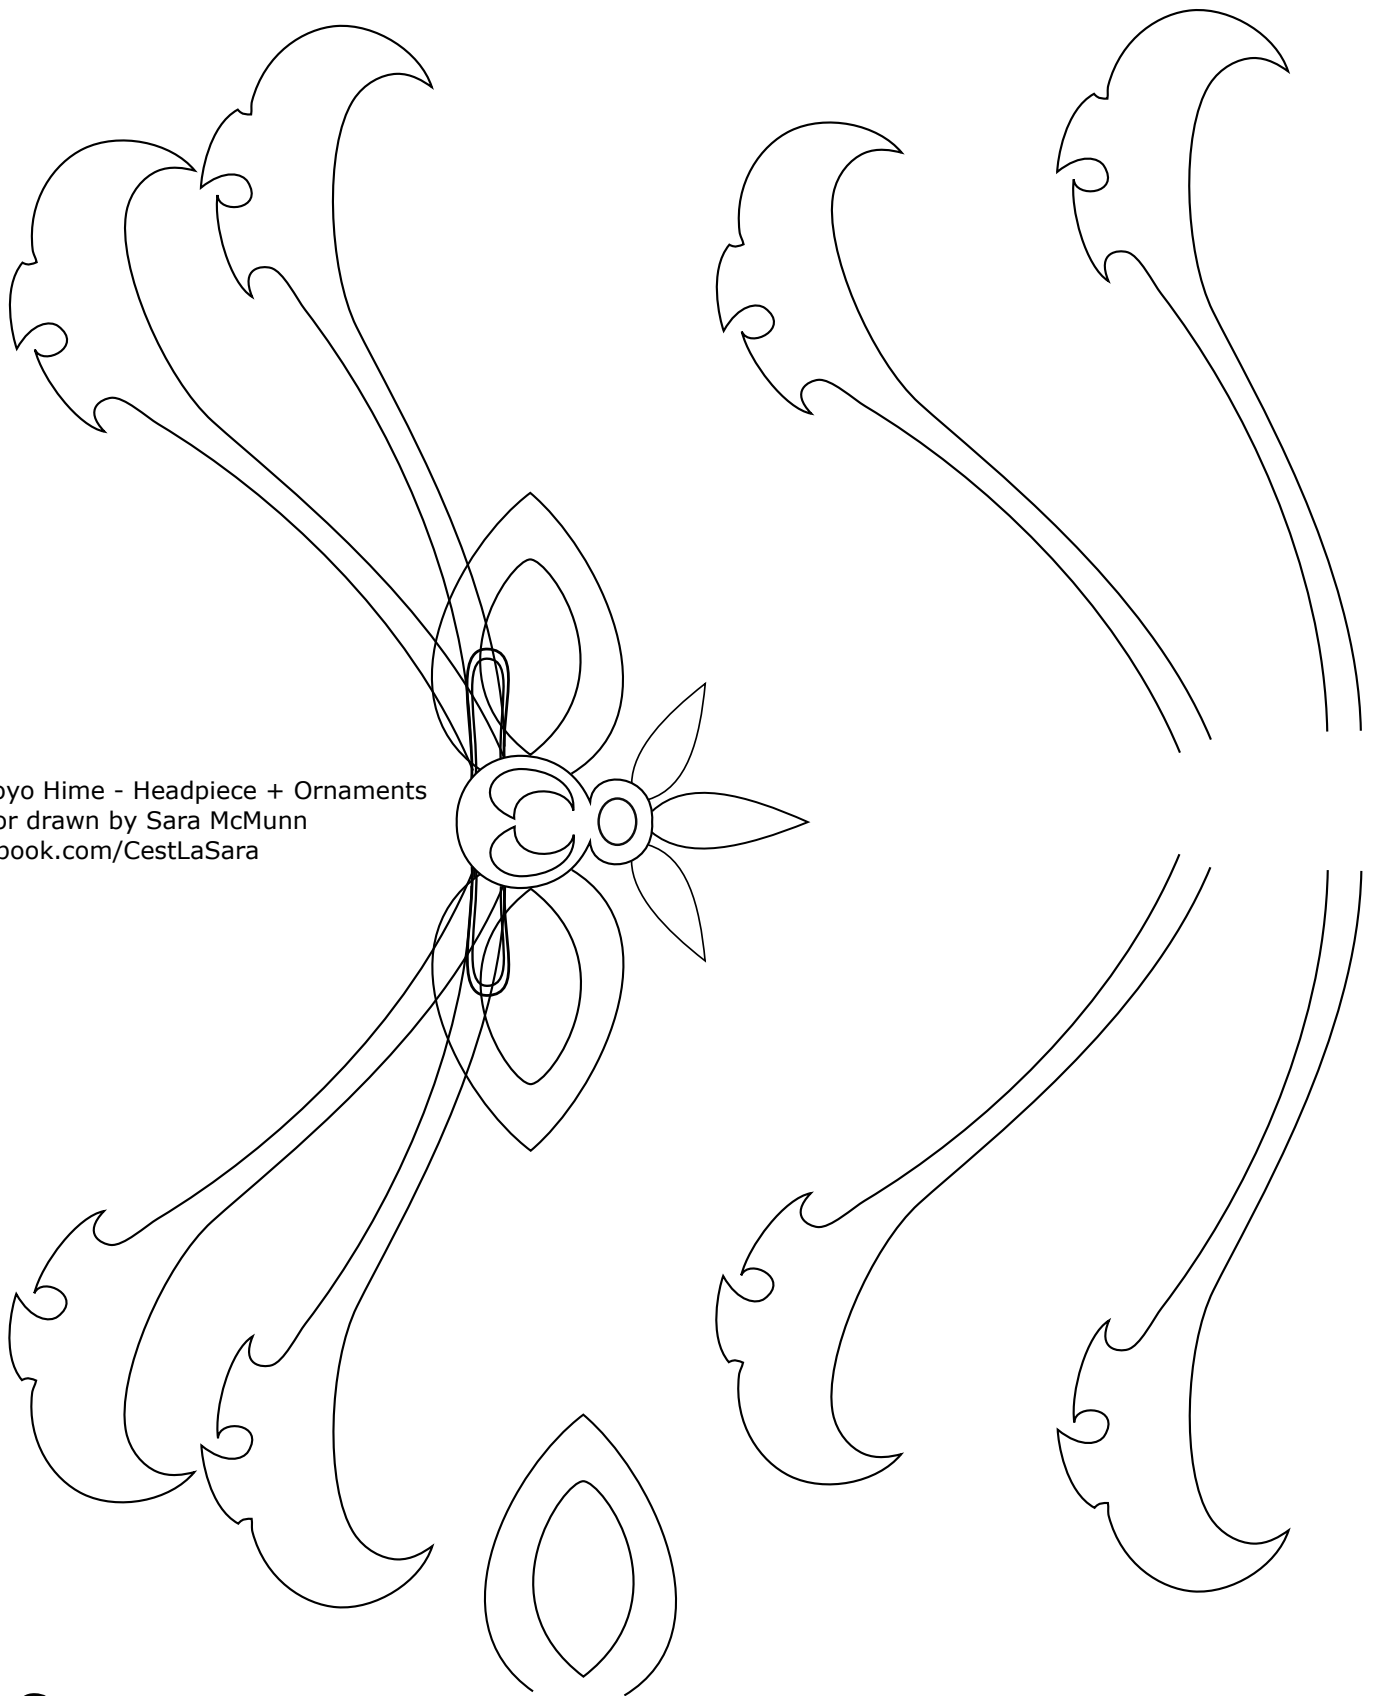 oyo Hime - Headpiece + Ornaments
or drawn by Sara McMunn
book.com/CestLaSara